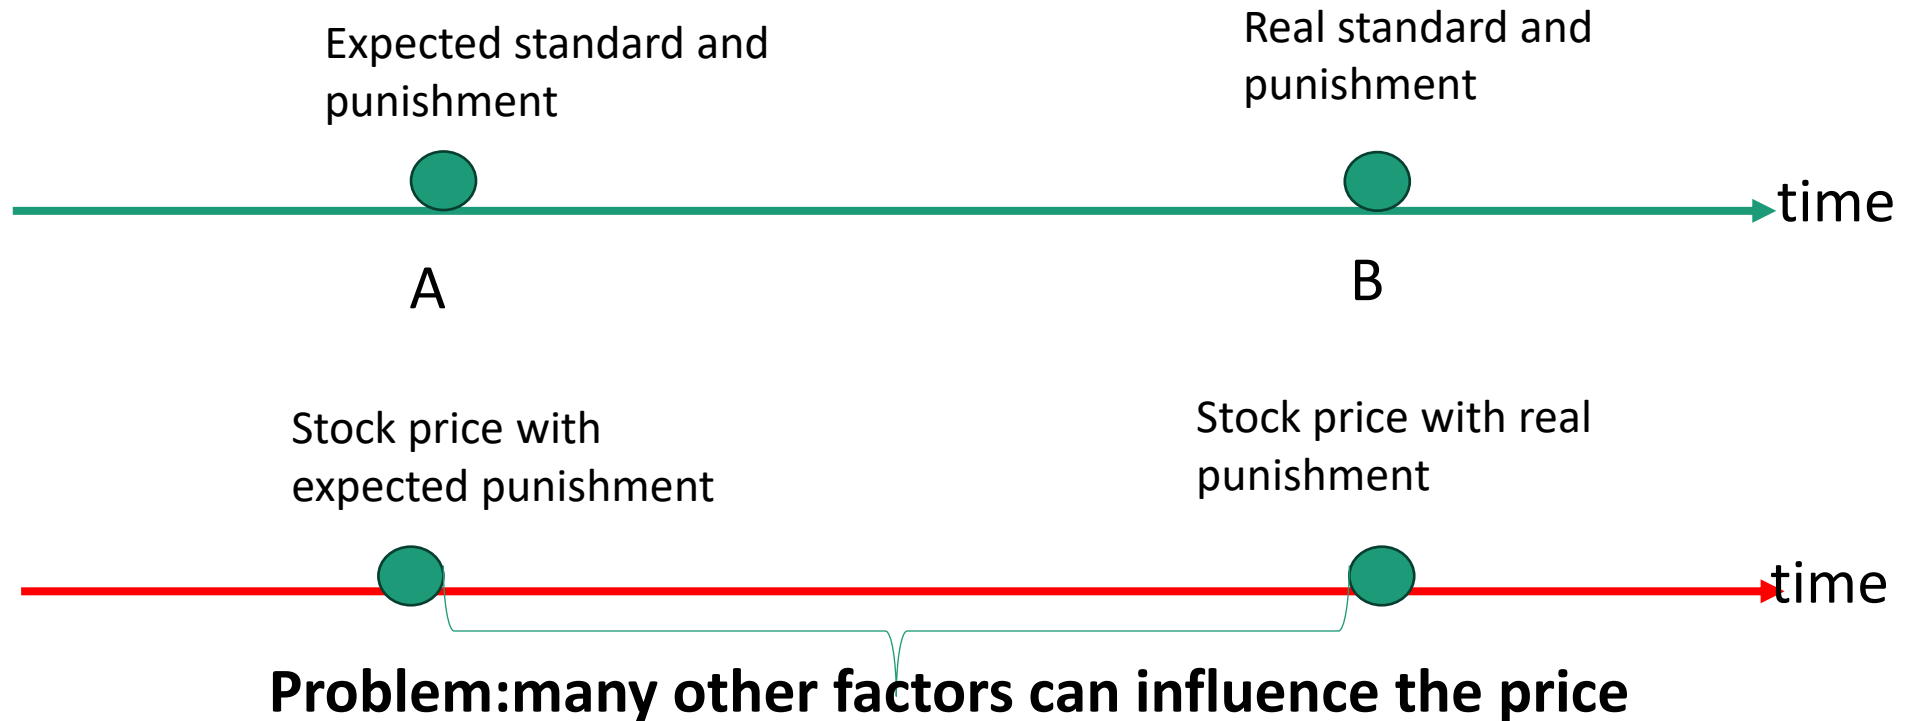 Expected standard and
punishment
Real standard and
punishment
time
A
B
Stock price with
expected punishment
Stock price with real
punishment
time
Problem:many other factors can influence the price